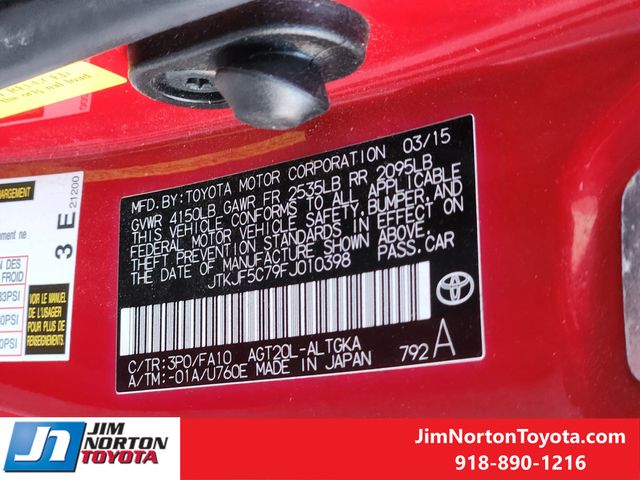 MFD. BY: TOYOTA MOTOR CORPORATION 03/15
GVWR 4150LB GAWR FR 2535LB RR 2095LB
THIS VEHICLE CONFORMS TO ALL APPLICABLE
FEDERAL MOTOR VEHICLE SAFETY, BUMPER, AND
THEFT PREVENTION STANDARDS IN EFFECT ON
THE DATE OF MANUFACTURE SHOWN ABOVE.
JTKJF5C79FJ010398 PASS. CAR
C/TR: 3P0/FA10 AGT20L-ALTGKA
A/TM: -01A/U760E MADE IN JAPAN 792 A
3 E
21200
VOIR LE MANUEL
DE L'USAGER
POUR PLUS DE
RENSEIGNEMENTS
JIM
NORTON
TOYOTA
JimNortonToyota.com
918-890-1216